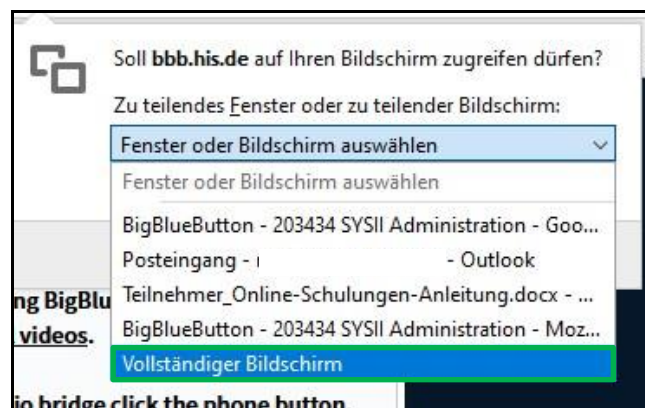 Soll bbb.his.de auf Ihren Bildschirm zugreifen dürfen?
Zu teilendes Fenster oder zu teilender Bildschirm:
Fenster oder Bildschirm auswählen
Fenster oder Bildschirm auswählen
BigBlueButton - 203434 SYSII Administration - Goo...
Posteingang - - Outlook
Teilnehmer_Online-Schulungen-Anleitung.docx - ...
ng BigBlu
BigBlueButton - 203434 SYSII Administration - Moz...
videos.
Vollständiger Bildschirm
io bridge click the phone button